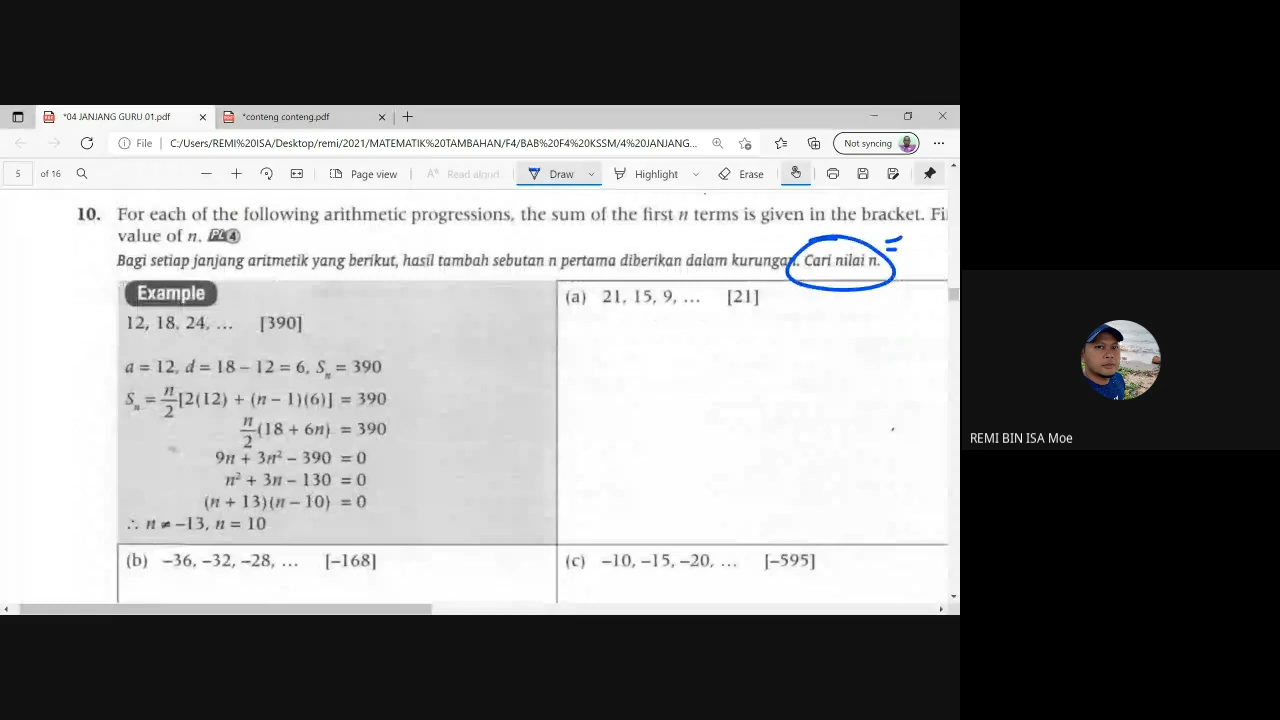 *04 JANJANG GURU 01.pdf
*conteng conteng.pdf
File
C:/Users/REMI%20ISA/Desktop/remi/2021/MATEMATIK%20TAMBAHAN/F4/BAB%20F4%20KSSM/4%20JANJANG...
Not syncing
5 of 16
Page view
Read aloud
Draw
Highlight
Erase
10. For each of the following arithmetic progressions, the sum of the first n terms is given in the bracket. Fi
value of n. PL 4
Bagi setiap janjang aritmetik yang berikut, hasil tambah sebutan n pertama diberikan dalam kurungan. Cari nilai n.
Example
12, 18, 24, … [390]
a = 12, d = 18 – 12 = 6, Sₙ = 390
Sₙ = n/2[2(12) + (n – 1)(6)] = 390
n/2(18 + 6n) = 390
9n + 3n² – 390 = 0
n² + 3n – 130 = 0
(n + 13)(n – 10) = 0
∴ n ≠ –13, n = 10
(a) 21, 15, 9, … [21]
(b) –36, –32, –28, … [–168]
(c) –10, –15, –20, … [–595]
REMI BIN ISA Moe